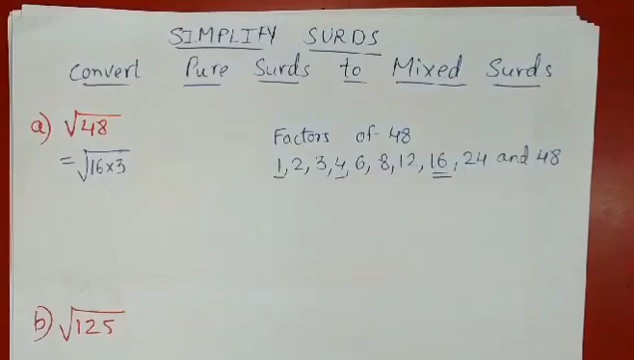 SIMPLIFY SURDS
Convert Pure Surds to Mixed Surds
a) √48
= √16×3
Factors of 48
1, 2, 3, 4, 6, 8, 12, 16, 24 and 48
b) √125